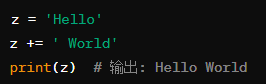 z = 'Hello'
z += ' World'
print(z)  # 输出: Hello World